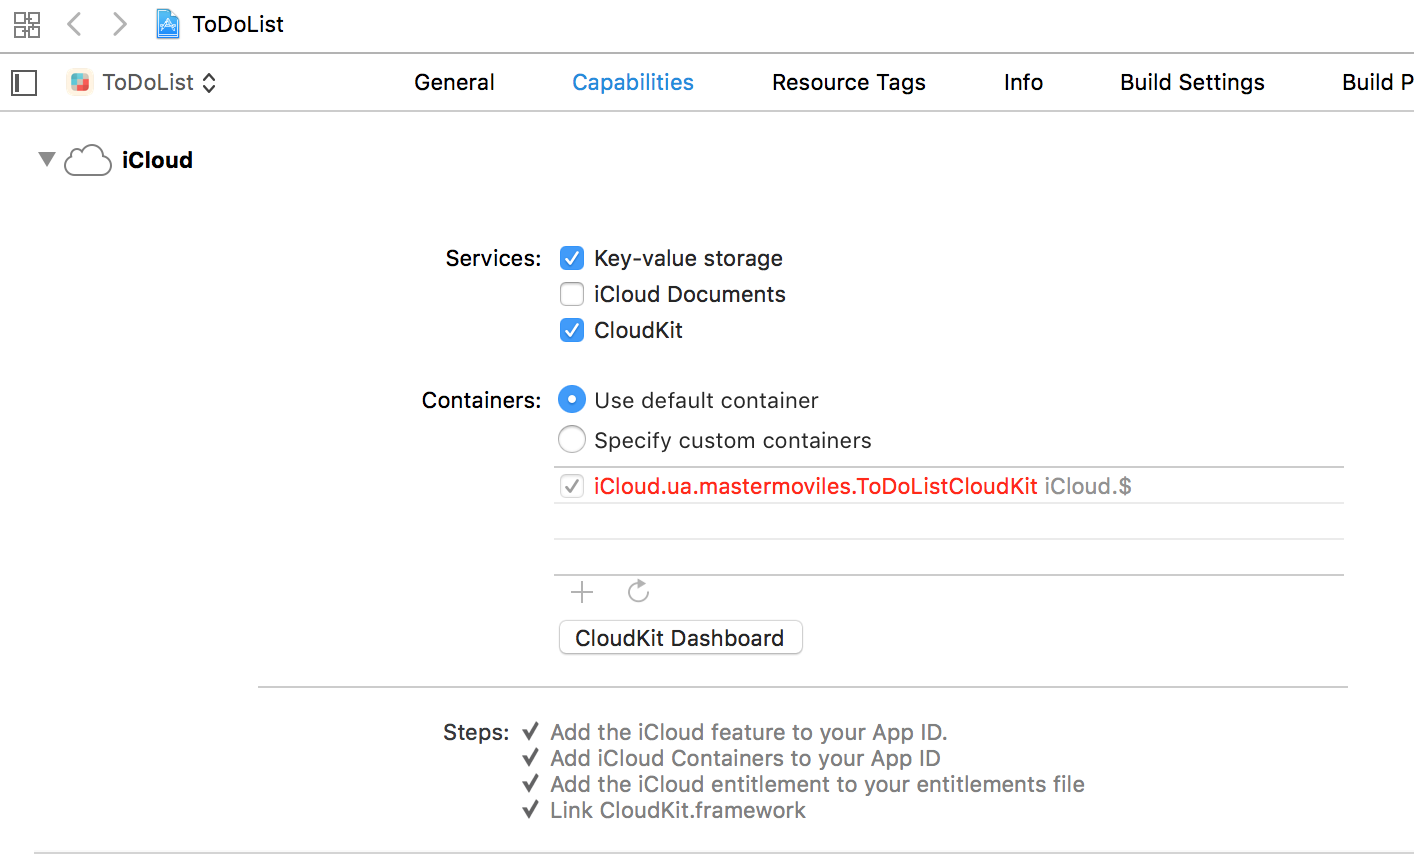 ToDoList
ToDoList General Capabilities Resource Tags Info Build Settings Build P
iCloud
Services: Key-value storage
iCloud Documents
CloudKit
Containers: Use default container
Specify custom containers
iCloud.ua.mastermoviles.ToDoListCloudKit iCloud.$
CloudKit Dashboard
Steps: Add the iCloud feature to your App ID.
Add iCloud Containers to your App ID
Add the iCloud entitlement to your entitlements file
Link CloudKit.framework